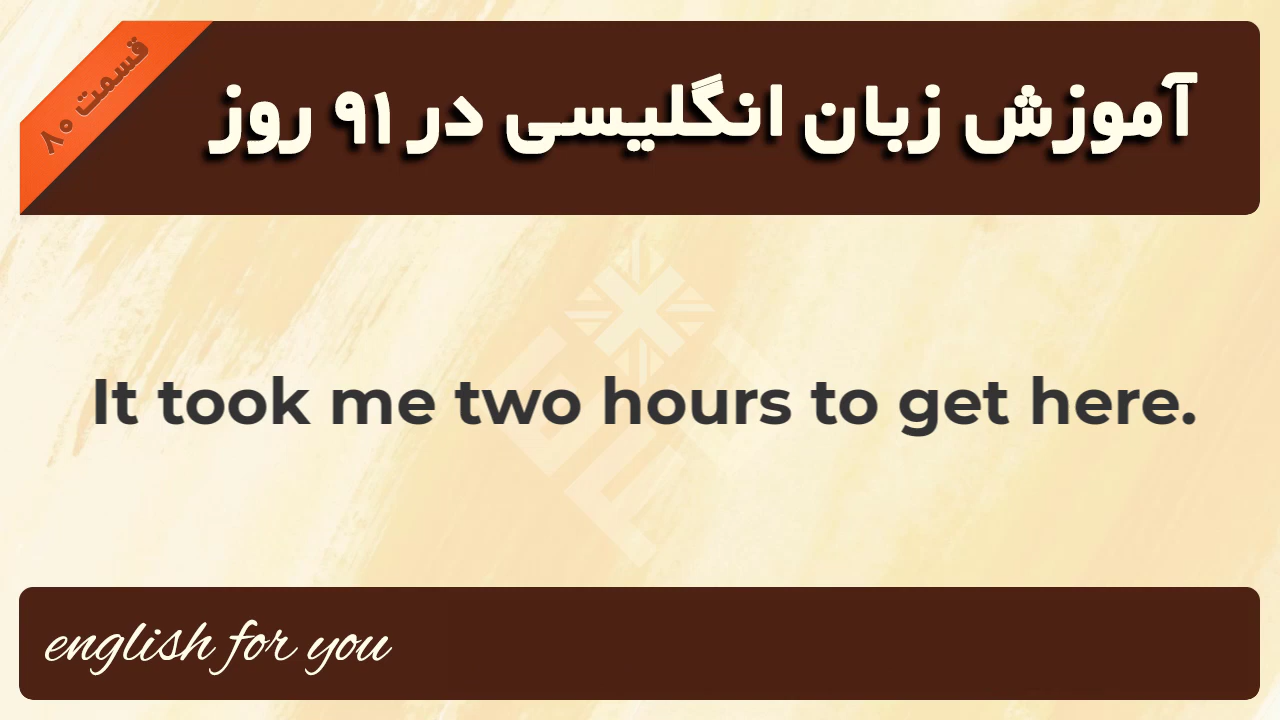 قسمت ۸۰
آموزش زبان انگلیسی در ۹۱ روز
It took me two hours to get here.
english for you